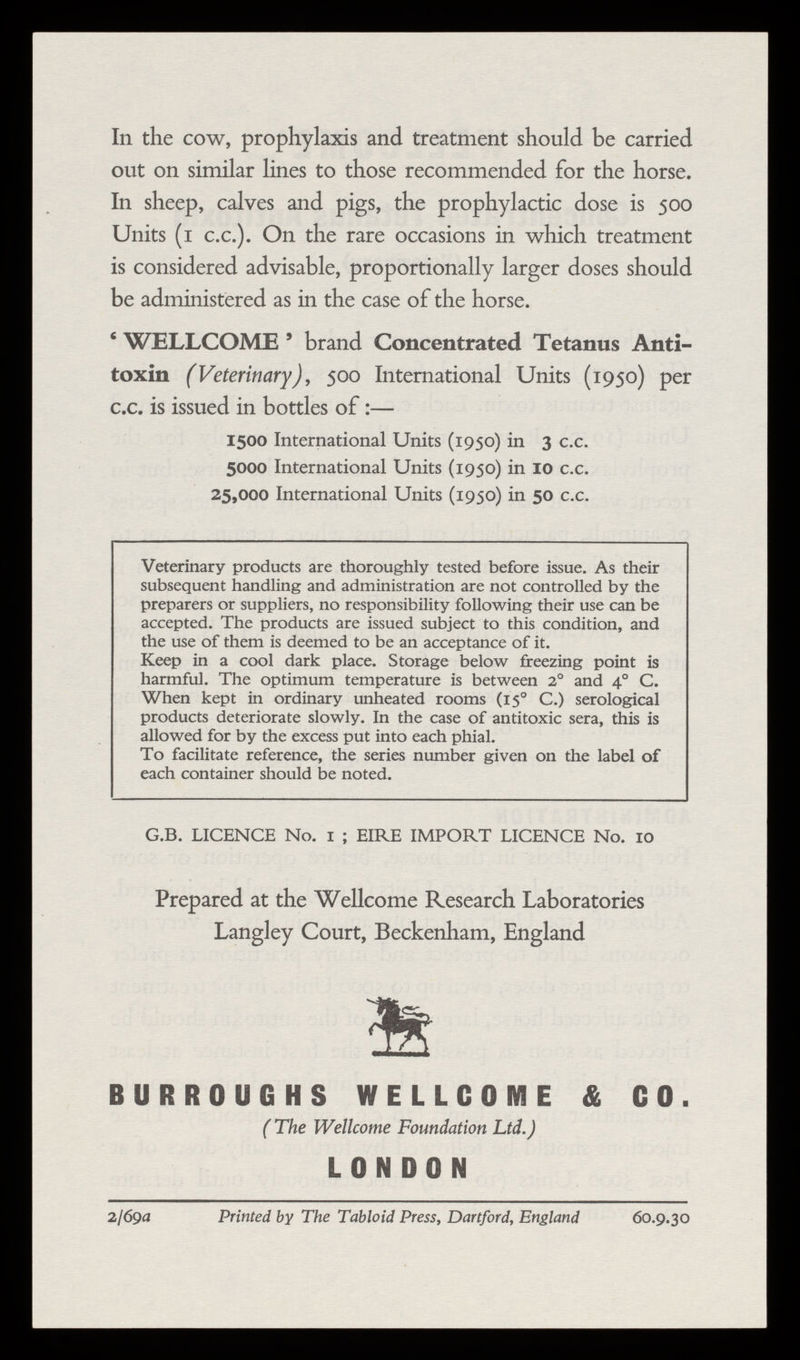 In the cow, prophylaxis and treatment should be carried
out on similar lines to those recommended for the horse.
In sheep, calves and pigs, the prophylactic dose is 500
Units (1 c.c.). On the rare occasions in which treatment
is considered advisable, proportionally larger doses should
be administered as in the case of the horse.
‘ WELLCOME ’ brand Concentrated Tetanus Anti-
toxin (Veterinary), 500 International Units (1950) per
c.c. is issued in bottles of :—
1500 International Units (1950) in 3 c.c.
5000 International Units (1950) in 10 c.c.
25,000 International Units (1950) in 50 c.c.
Veterinary products are thoroughly tested before issue. As their
subsequent handling and administration are not controlled by the
preparers or suppliers, no responsibility following their use can be
accepted. The products are issued subject to this condition, and
the use of them is deemed to be an acceptance of it.
Keep in a cool dark place. Storage below freezing point is
harmful. The optimum temperature is between 2° and 4° C.
When kept in ordinary unheated rooms (15° C.) serological
products deteriorate slowly. In the case of antitoxic sera, this is
allowed for by the excess put into each phial.
To facilitate reference, the series number given on the label of
each container should be noted.
G.B. LICENCE No. 1 ; EIRE IMPORT LICENCE No. 10
Prepared at the Wellcome Research Laboratories
Langley Court, Beckenham, England
BURROUGHS WELLCOME & CO.
(The Wellcome Foundation Ltd.)
LONDON
2/69a Printed by The Tabloid Press, Dartford, England 60.9.30